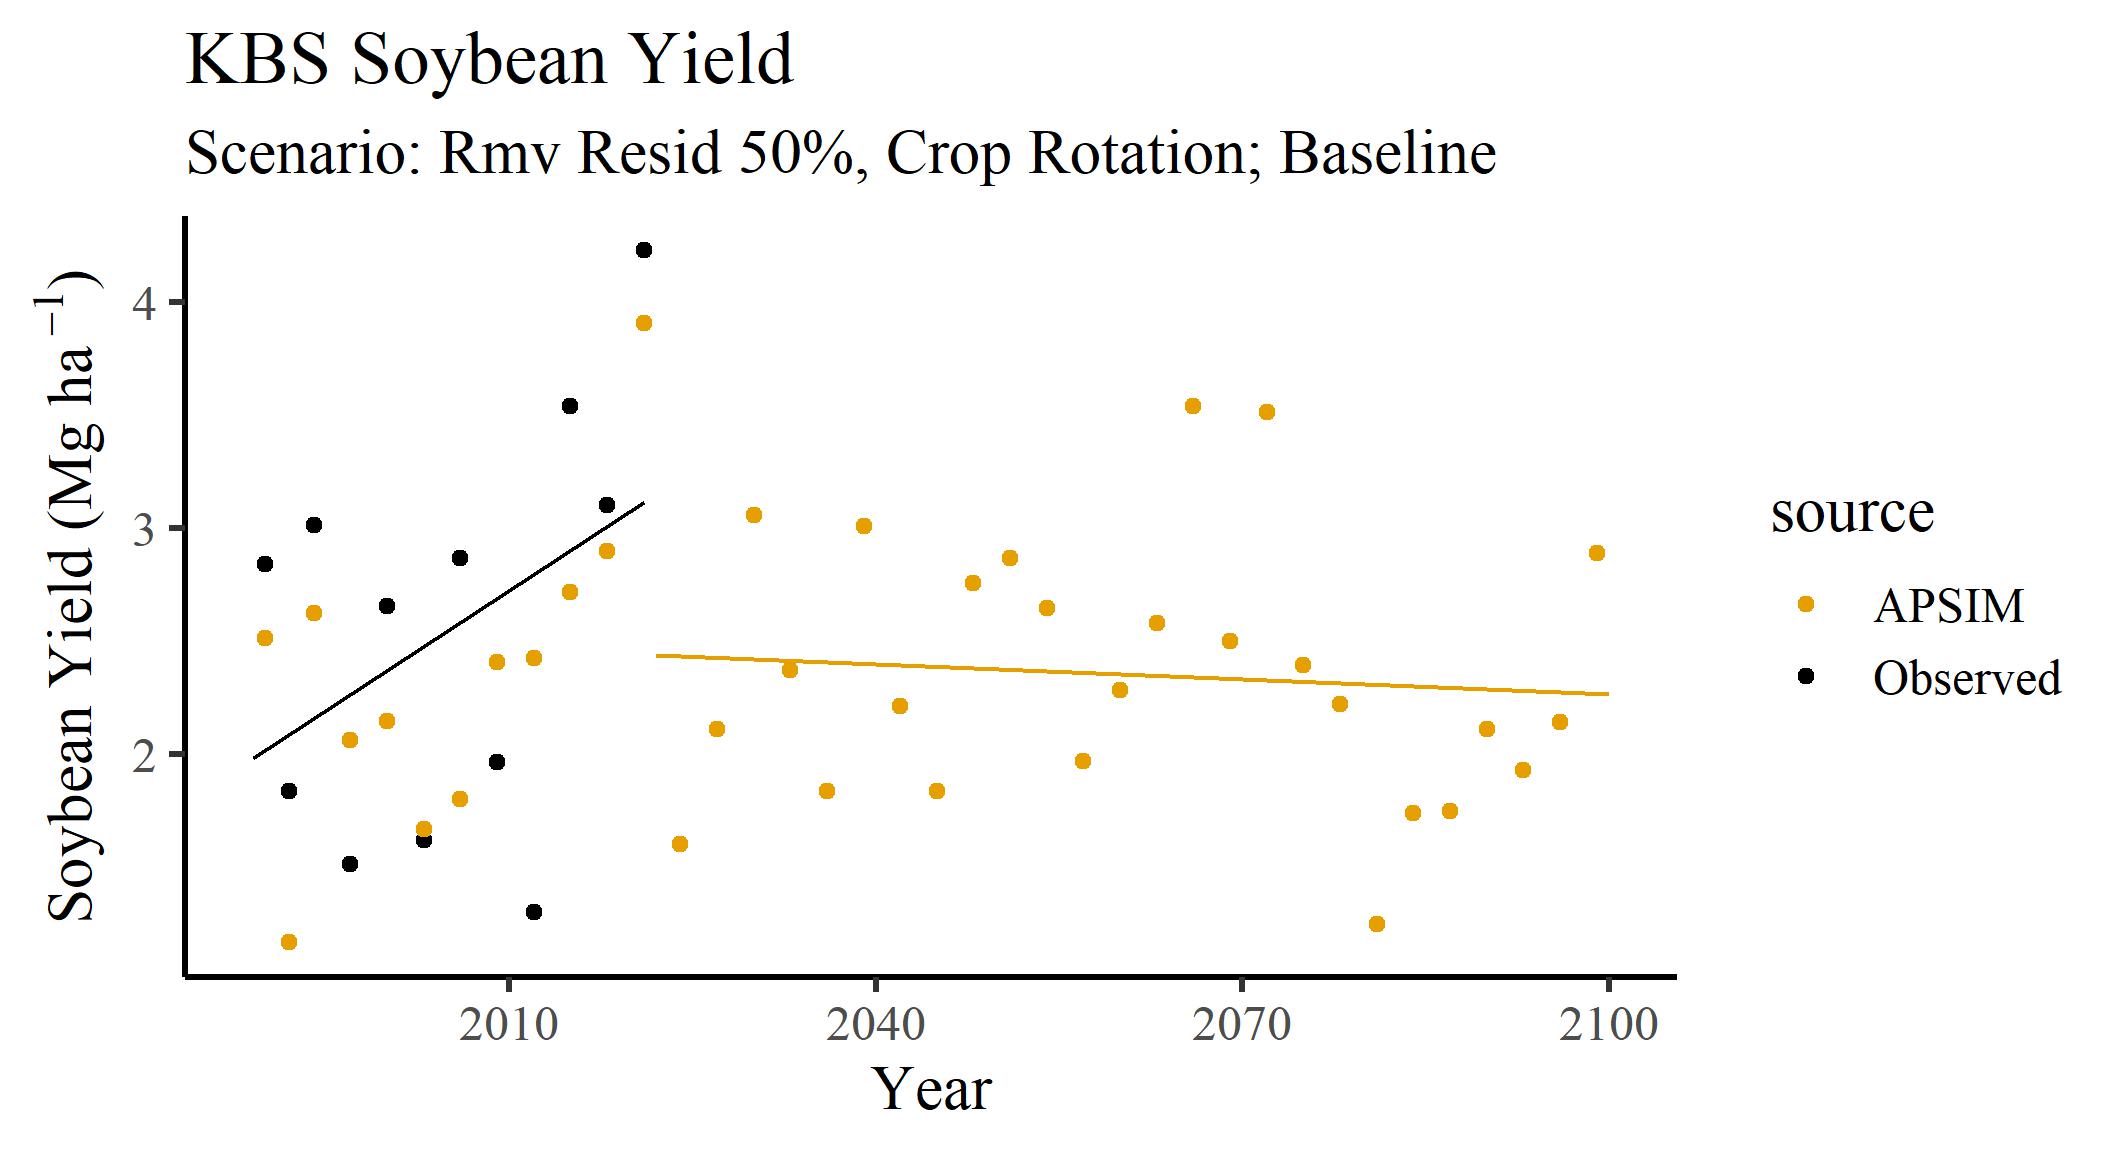 KBS Soybean Yield
Scenario: Rmv Resid 50%, Crop Rotation; Baseline
Soybean Yield (Mg ha⁻¹)
4
3
2
2010 2040 2070 2100
Year
source
APSIM
Observed